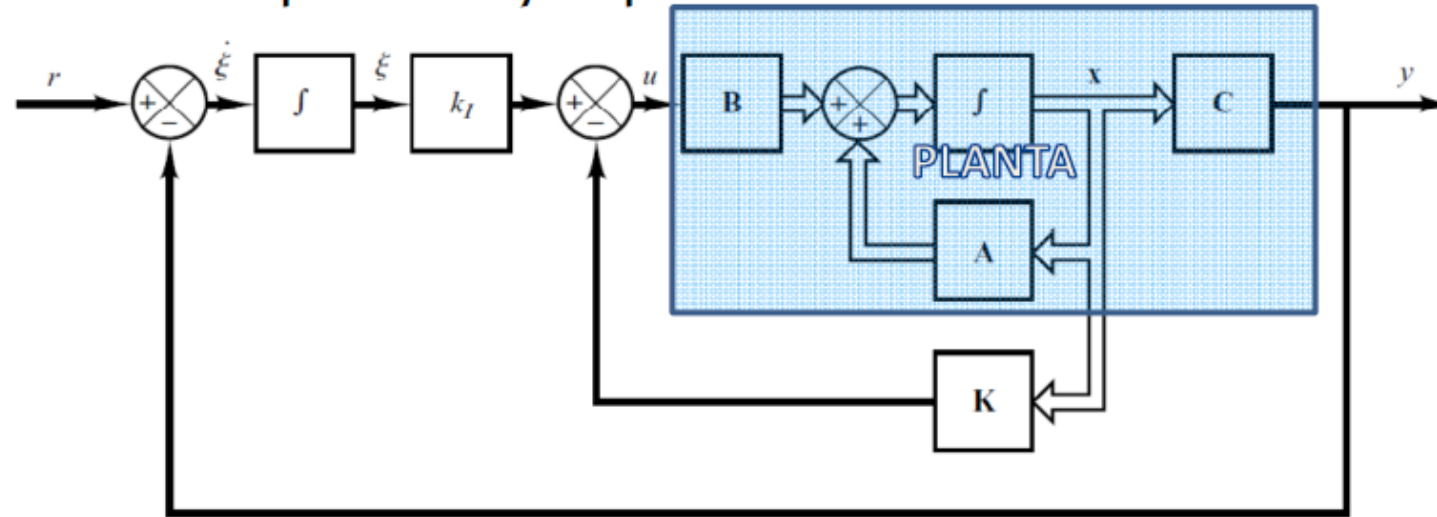 r
ξ̇
∫
ξ
k_I
u
B
∫
x
C
y
+
−
+
−
+
+
PLANTA
A
K